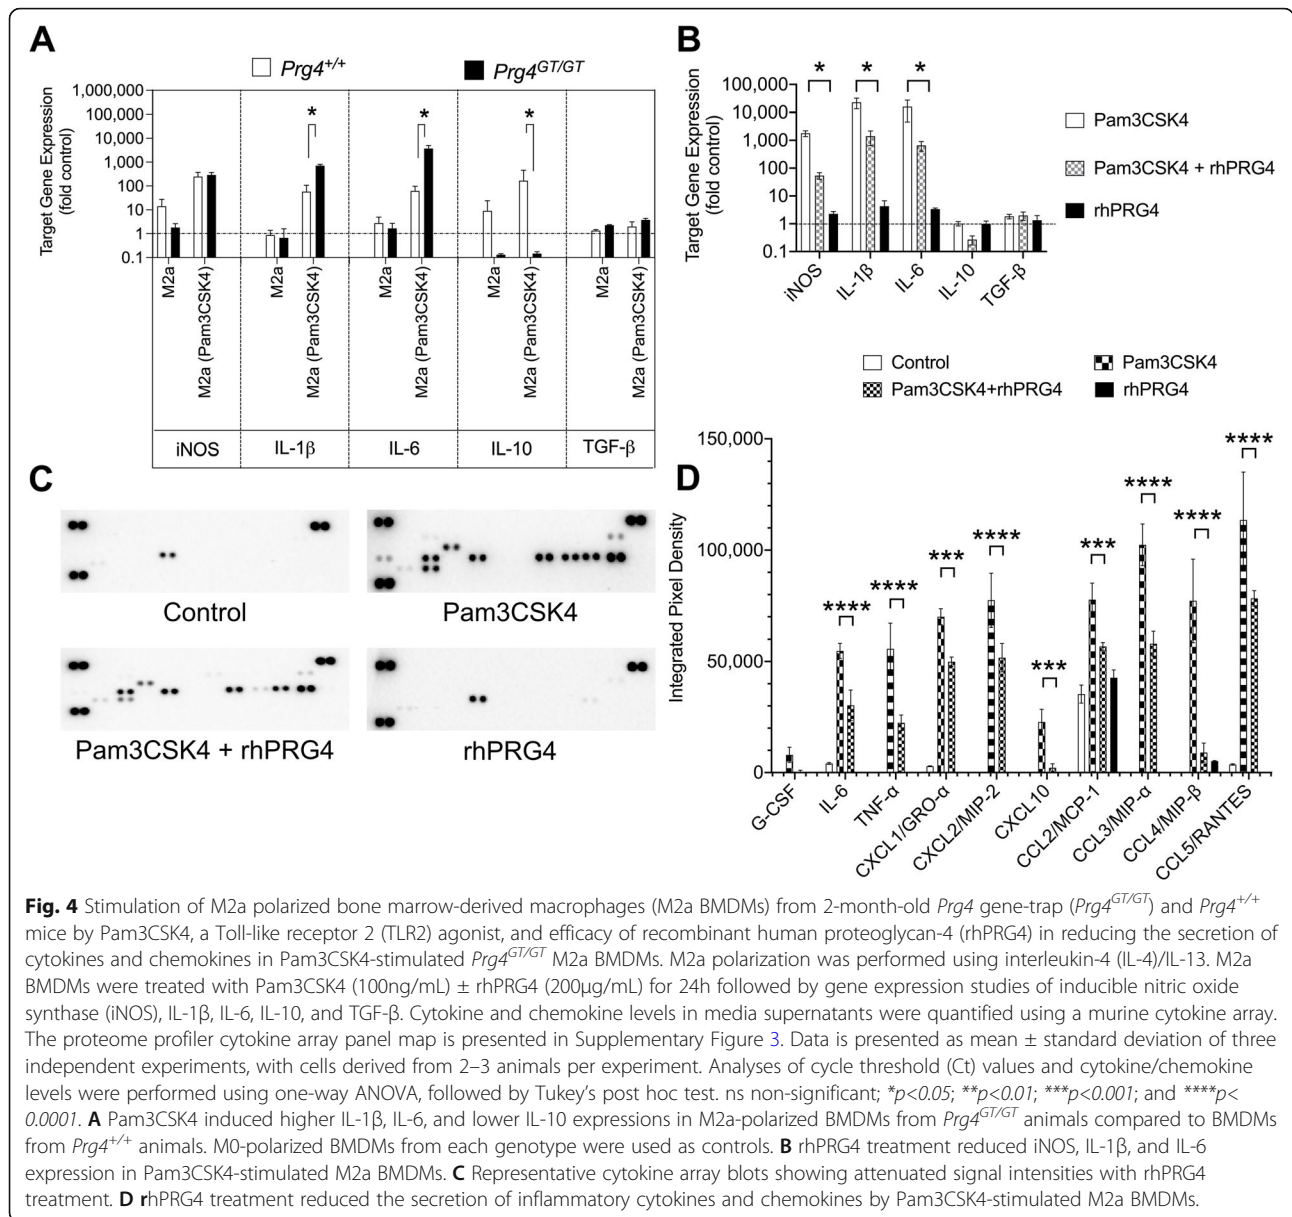 A
Prg4+/+
Prg4GT/GT
Target Gene Expression
(fold control)
1,000,000
100,000
10,000
1,000
100
10
1
0.1
*
*
*
M2a
M2a (Pam3CSK4)
M2a
M2a (Pam3CSK4)
M2a
M2a (Pam3CSK4)
M2a
M2a (Pam3CSK4)
M2a
M2a (Pam3CSK4)
iNOS
IL-1β
IL-6
IL-10
TGF-β
B
Target Gene Expression
(fold control)
100,000
10,000
1,000
100
10
1
0.1
*
*
*
iNOS
IL-1β
IL-6
IL-10
TGF-β
Pam3CSK4
Pam3CSK4 + rhPRG4
rhPRG4
C
Control
Pam3CSK4
Pam3CSK4 + rhPRG4
rhPRG4
D
Control
Pam3CSK4
Pam3CSK4+rhPRG4
rhPRG4
Integrated Pixel Density
150,000
100,000
50,000
0
****
****
***
****
***
***
****
****
****
G-CSF
IL-6
TNF-α
CXCL1/GRO-α
CXCL2/MIP-2
CXCL10
CCL2/MCP-1
CCL3/MIP-α
CCL4/MIP-β
CCL5/RANTES
Fig. 4 Stimulation of M2a polarized bone marrow-derived macrophages (M2a BMDMs) from 2-month-old Prg4 gene-trap (Prg4GT/GT) and Prg4+/+
mice by Pam3CSK4, a Toll-like receptor 2 (TLR2) agonist, and efficacy of recombinant human proteoglycan-4 (rhPRG4) in reducing the secretion of
cytokines and chemokines in Pam3CSK4-stimulated Prg4GT/GT M2a BMDMs. M2a polarization was performed using interleukin-4 (IL-4)/IL-13. M2a
BMDMs were treated with Pam3CSK4 (100ng/mL) ± rhPRG4 (200μg/mL) for 24h followed by gene expression studies of inducible nitric oxide
synthase (iNOS), IL-1β, IL-6, IL-10, and TGF-β. Cytokine and chemokine levels in media supernatants were quantified using a murine cytokine array.
The proteome profiler cytokine array panel map is presented in Supplementary Figure 3. Data is presented as mean ± standard deviation of three
independent experiments, with cells derived from 2–3 animals per experiment. Analyses of cycle threshold (Ct) values and cytokine/chemokine
levels were performed using one-way ANOVA, followed by Tukey's post hoc test. ns non-significant; *p<0.05; **p<0.01; ***p<0.001; and ****p<
0.0001. A Pam3CSK4 induced higher IL-1β, IL-6, and lower IL-10 expressions in M2a-polarized BMDMs from Prg4GT/GT animals compared to BMDMs
from Prg4+/+ animals. M0-polarized BMDMs from each genotype were used as controls. B rhPRG4 treatment reduced iNOS, IL-1β, and IL-6
expression in Pam3CSK4-stimulated M2a BMDMs. C Representative cytokine array blots showing attenuated signal intensities with rhPRG4
treatment. D rhPRG4 treatment reduced the secretion of inflammatory cytokines and chemokines by Pam3CSK4-stimulated M2a BMDMs.